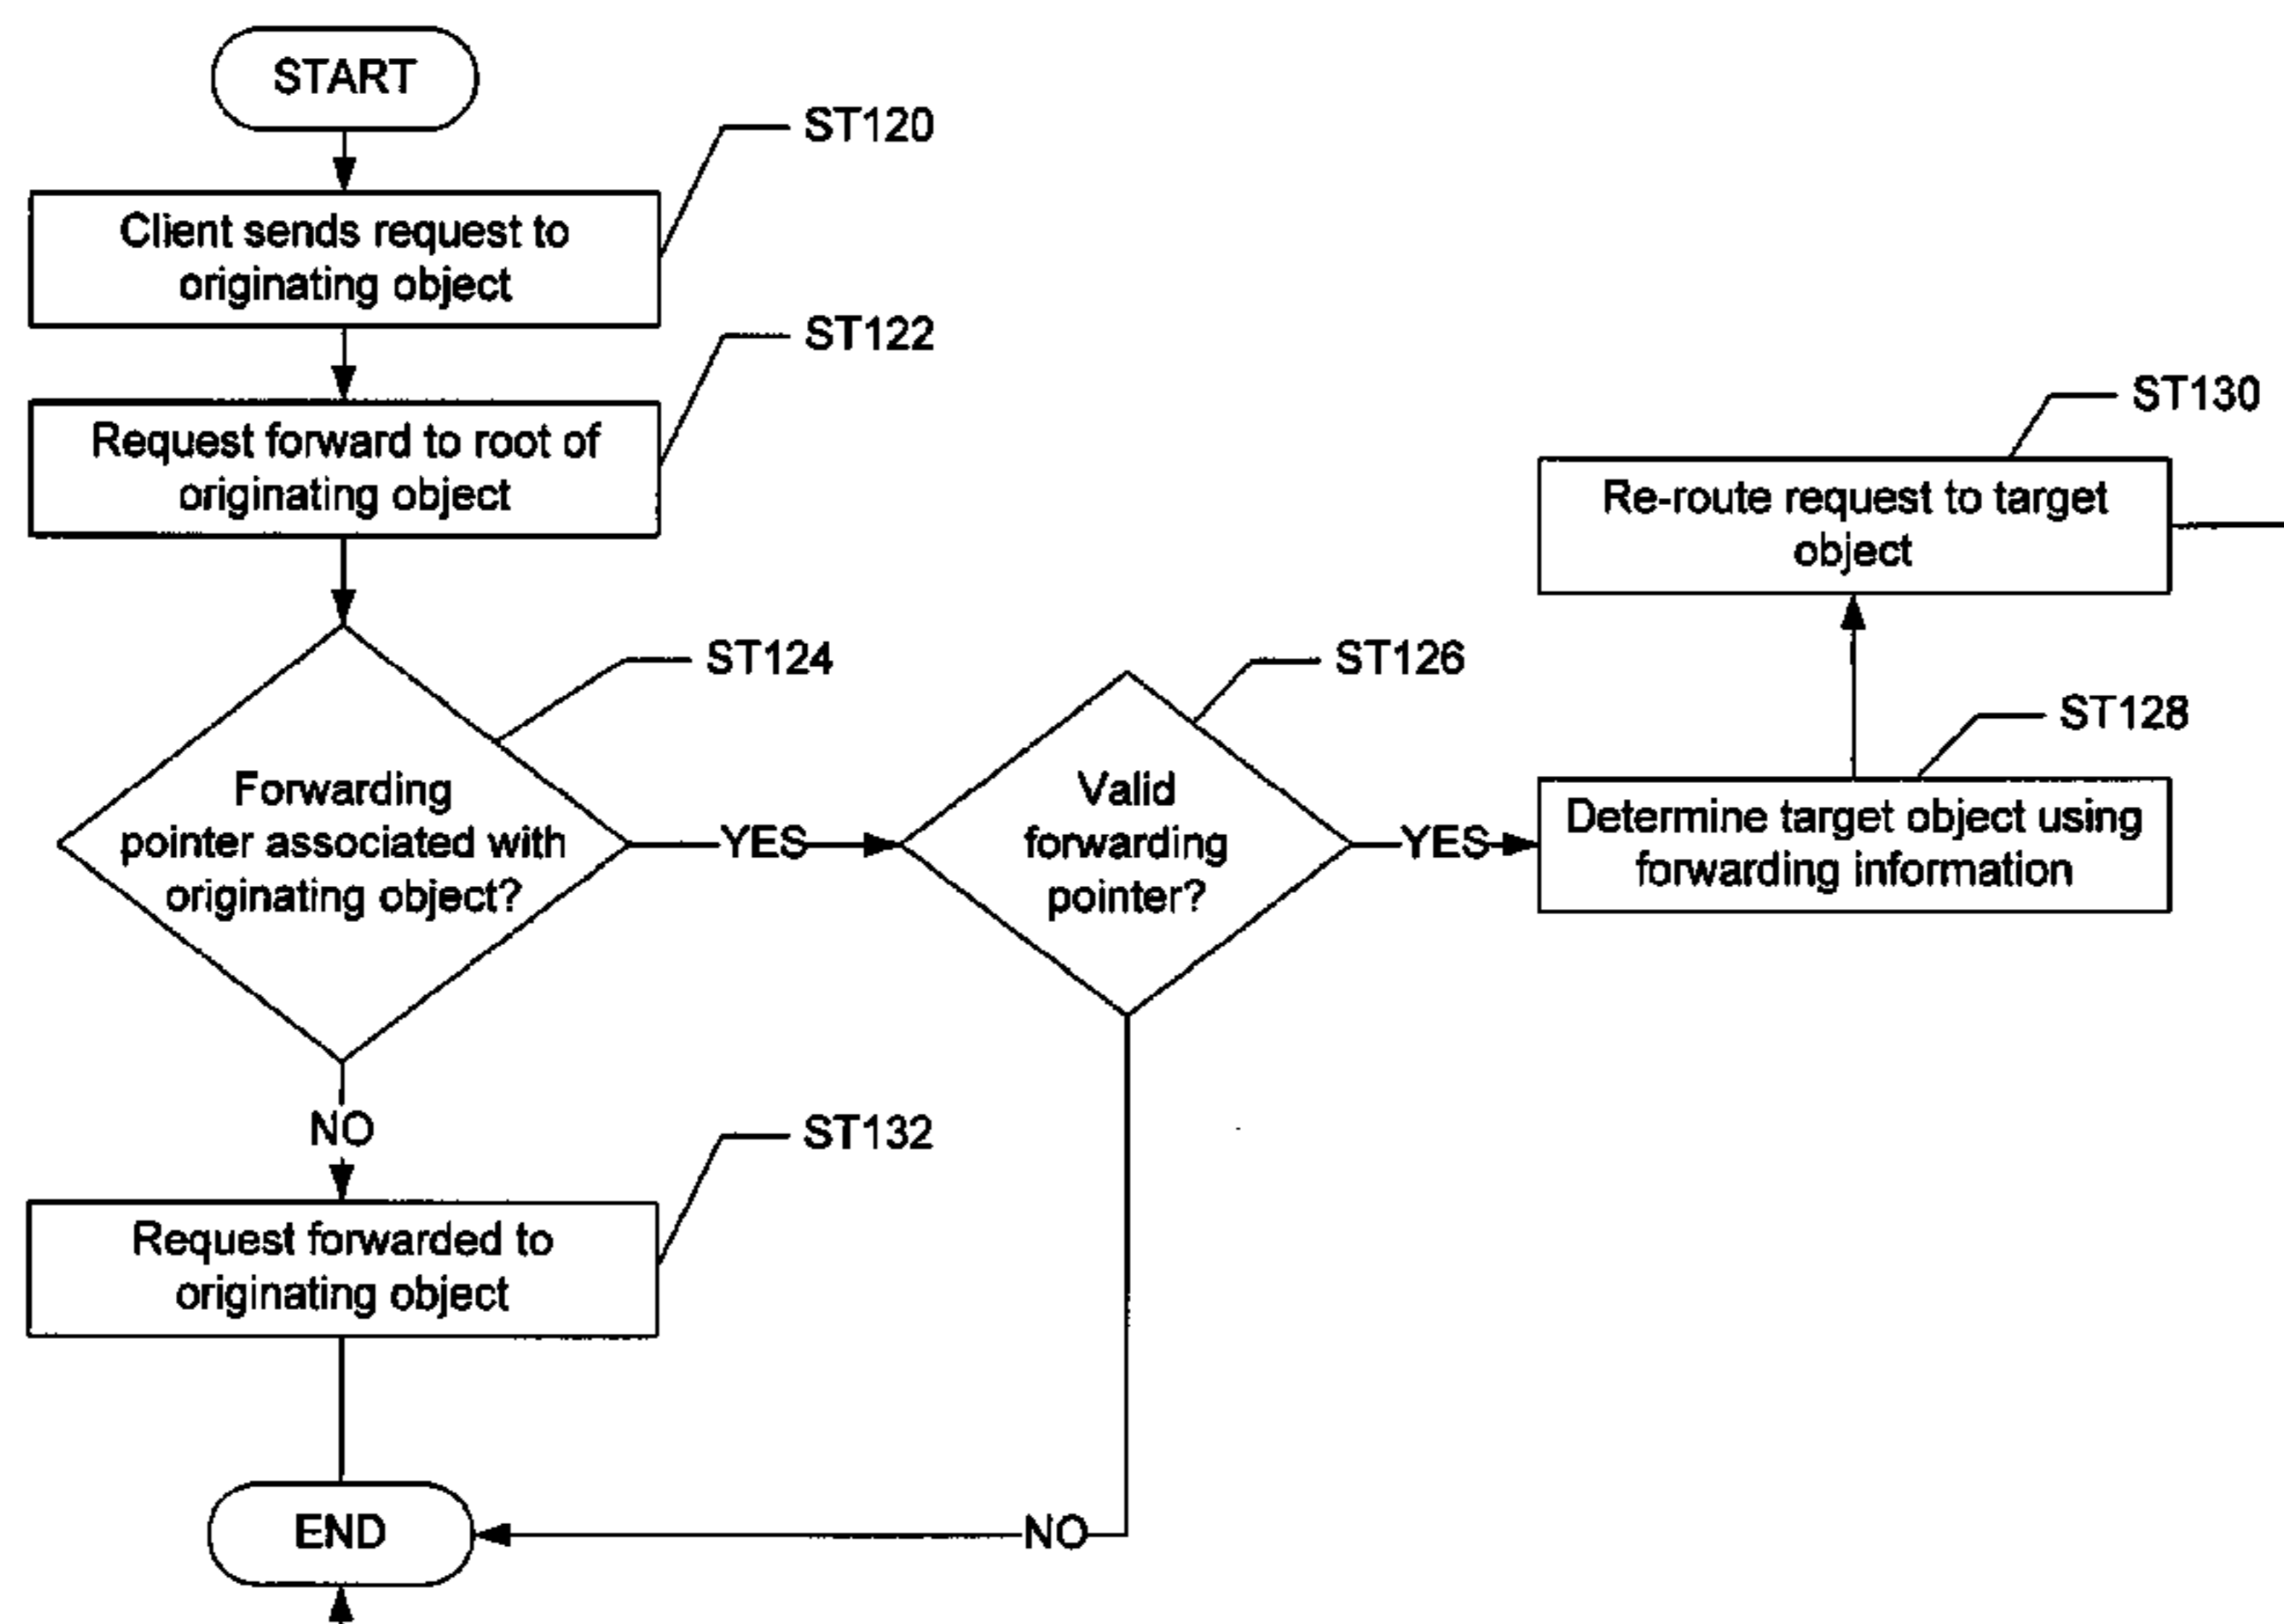 START
ST120
Client sends request to
originating object
ST122
Request forward to root of
originating object
ST130
Re-route request to target
object
ST124
ST126
ST128
Forwarding
pointer associated with
originating object?
YES
Valid
forwarding
pointer?
YES
Determine target object using
forwarding information
NO
ST132
Request forwarded to
originating object
END
NO